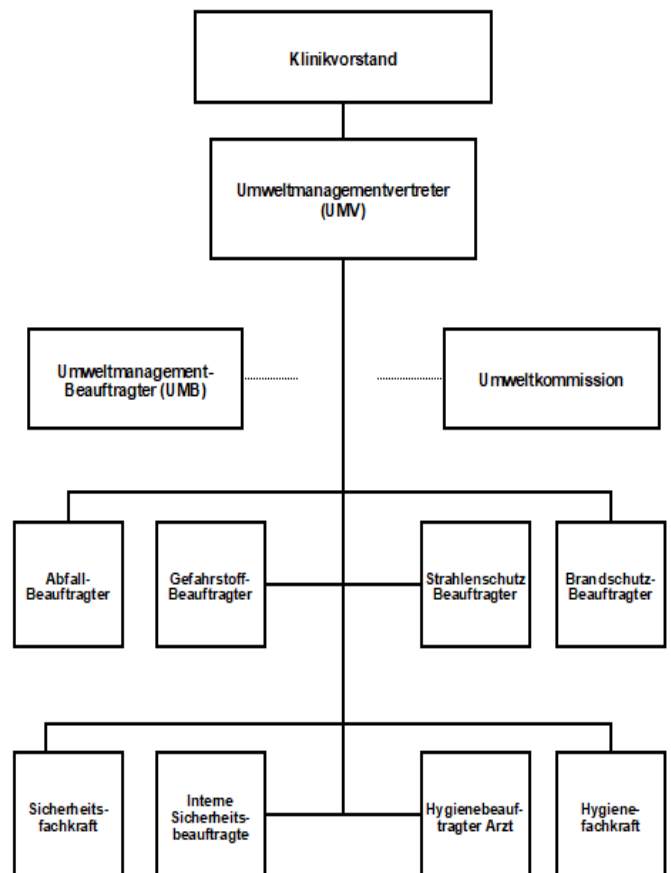 Klinikvorstand
Umweltmanagementvertreter
(UMV)
Umweltmanagement-
Beauftragter (UMB)
Umweltkommission
Abfall-
Beauftragter
Gefahrstoff-
Beauftragter
Strahlenschutz
Beauftragter
Brandschutz-
Beauftragter
Sicherheits-
fachkraft
Interne
Sicherheits-
beauftragte
Hygienebeauf-
tragter Arzt
Hygiene-
fachkraft